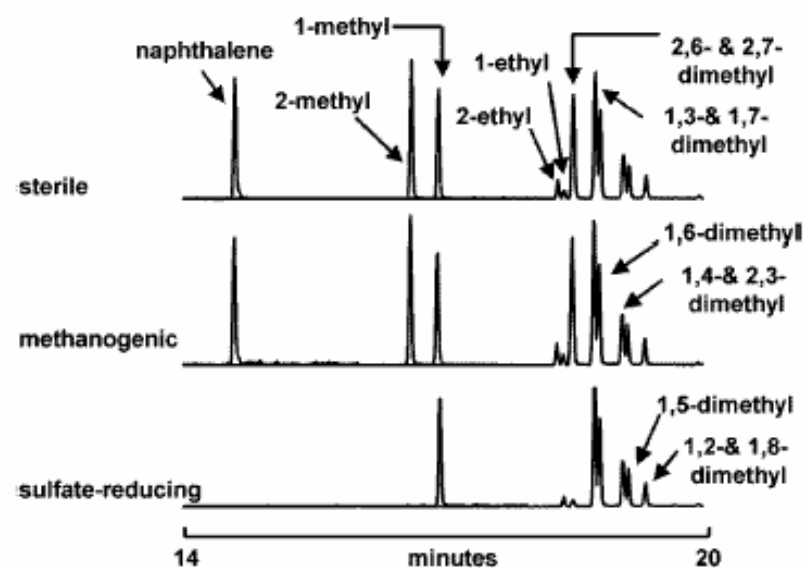 naphthalene
1-methyl
2-methyl
1-ethyl
2-ethyl
2,6- & 2,7-
dimethyl
1,3-& 1,7-
dimethyl
sterile
1,6-dimethyl
1,4-& 2,3-
dimethyl
methanogenic
1,5-dimethyl
1,2-& 1,8-
dimethyl
sulfate-reducing
14
minutes
20